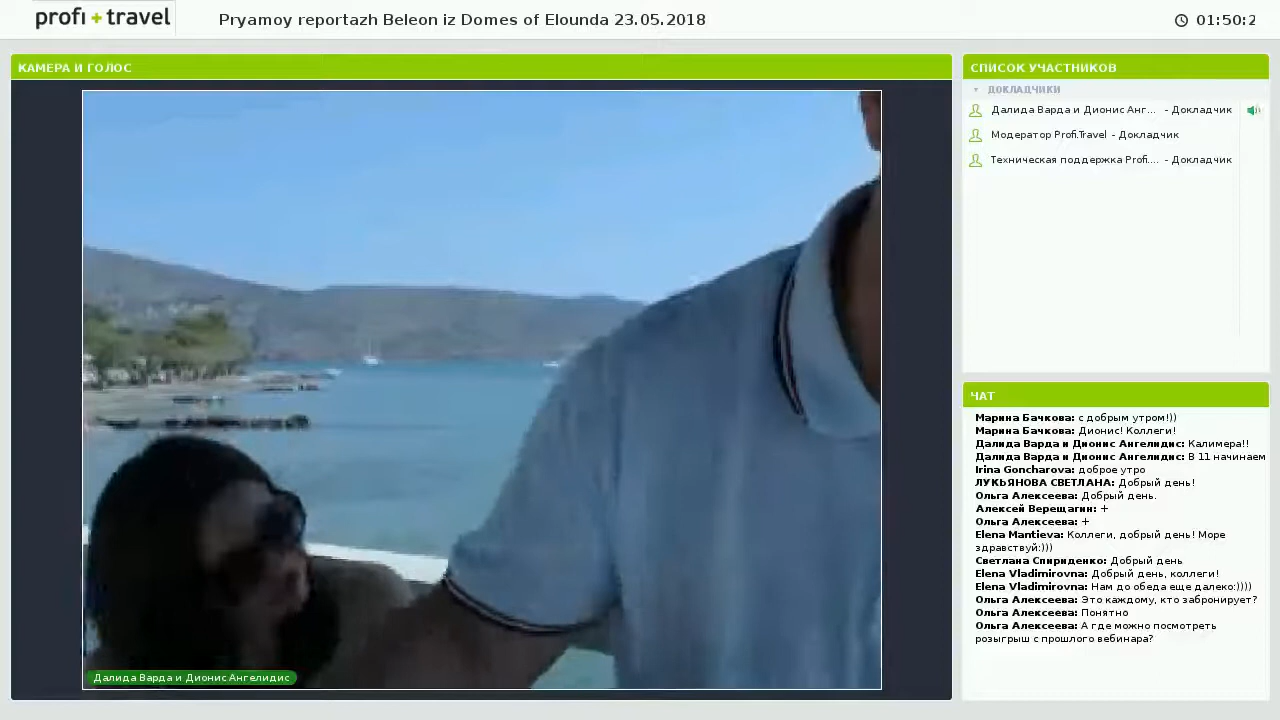 profi + travel
Pryamoy reportazh Beleon iz Domes of Elounda 23.05.2018
01:50:2
КАМЕРА И ГОЛОС
Далида Варда и Дионис Ангелидис
СПИСОК УЧАСТНИКОВ
ДОКЛАДЧИКИ
Далида Варда и Дионис Анг... - Докладчик
Модератор Profi.Travel - Докладчик
Техническая поддержка Profi.... - Докладчик
ЧАТ
Марина Бачкова: с добрым утром!))
Марина Бачкова: Дионис! Коллеги!
Далида Варда и Дионис Ангелидис: Калимера!!
Далида Варда и Дионис Ангелидис: В 11 начинаем
Irina Goncharova: доброе утро
ЛУКЬЯНОВА СВЕТЛАНА: Добрый день!
Ольга Алексеева: Добрый день.
Алексей Верещагин: +
Ольга Алексеева: +
Elena Mantieva: Коллеги, добрый день! Море
здравствуй:)))
Светлана Спириденко: Добрый день
Elena Vladimirovna: Добрый день, коллеги!
Elena Vladimirovna: Нам до обеда еще далеко:))))
Ольга Алексеева: Это каждому, кто забронирует?
Ольга Алексеева: Понятно
Ольга Алексеева: А где можно посмотреть
розыгрыш с прошлого вебинара?